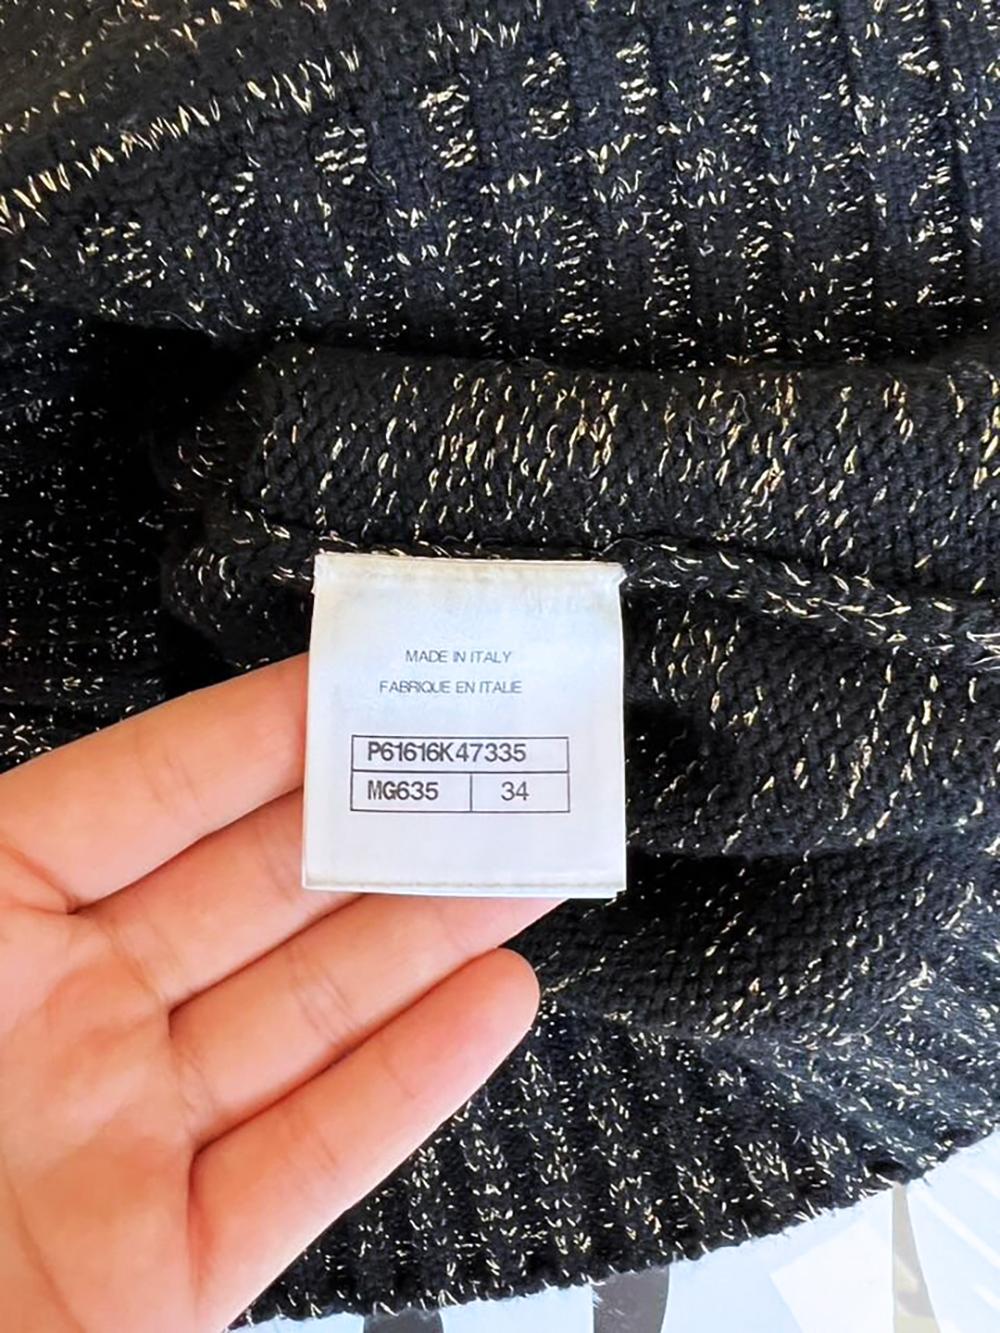 MADE IN ITALY
FABRIQUE EN ITALIE
P61616K47335
MG635 34